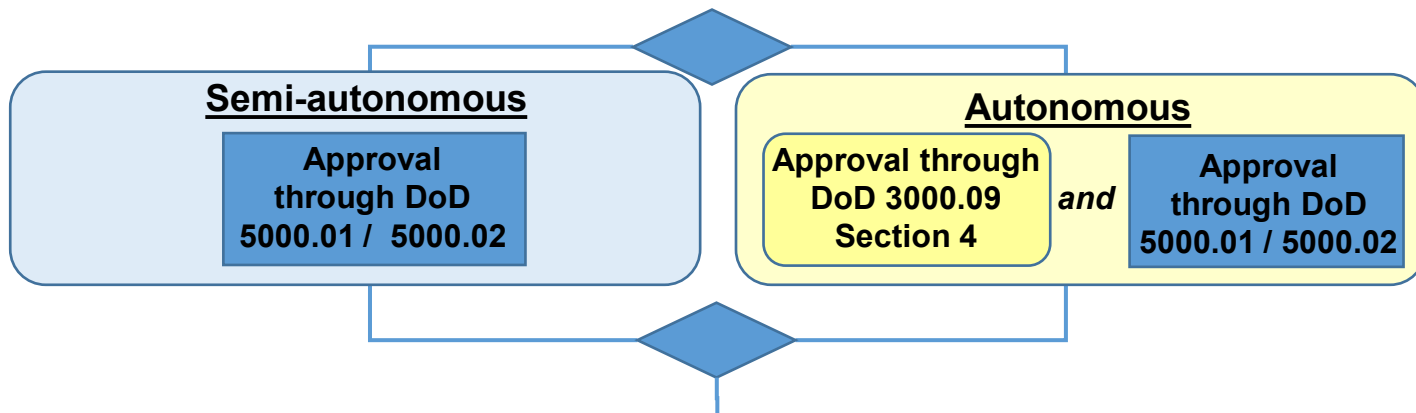 Semi-autonomous
Approval
through DoD
5000.01 / 5000.02
Autonomous
Approval through
DoD 3000.09
Section 4
and
Approval
through DoD
5000.01 / 5000.02